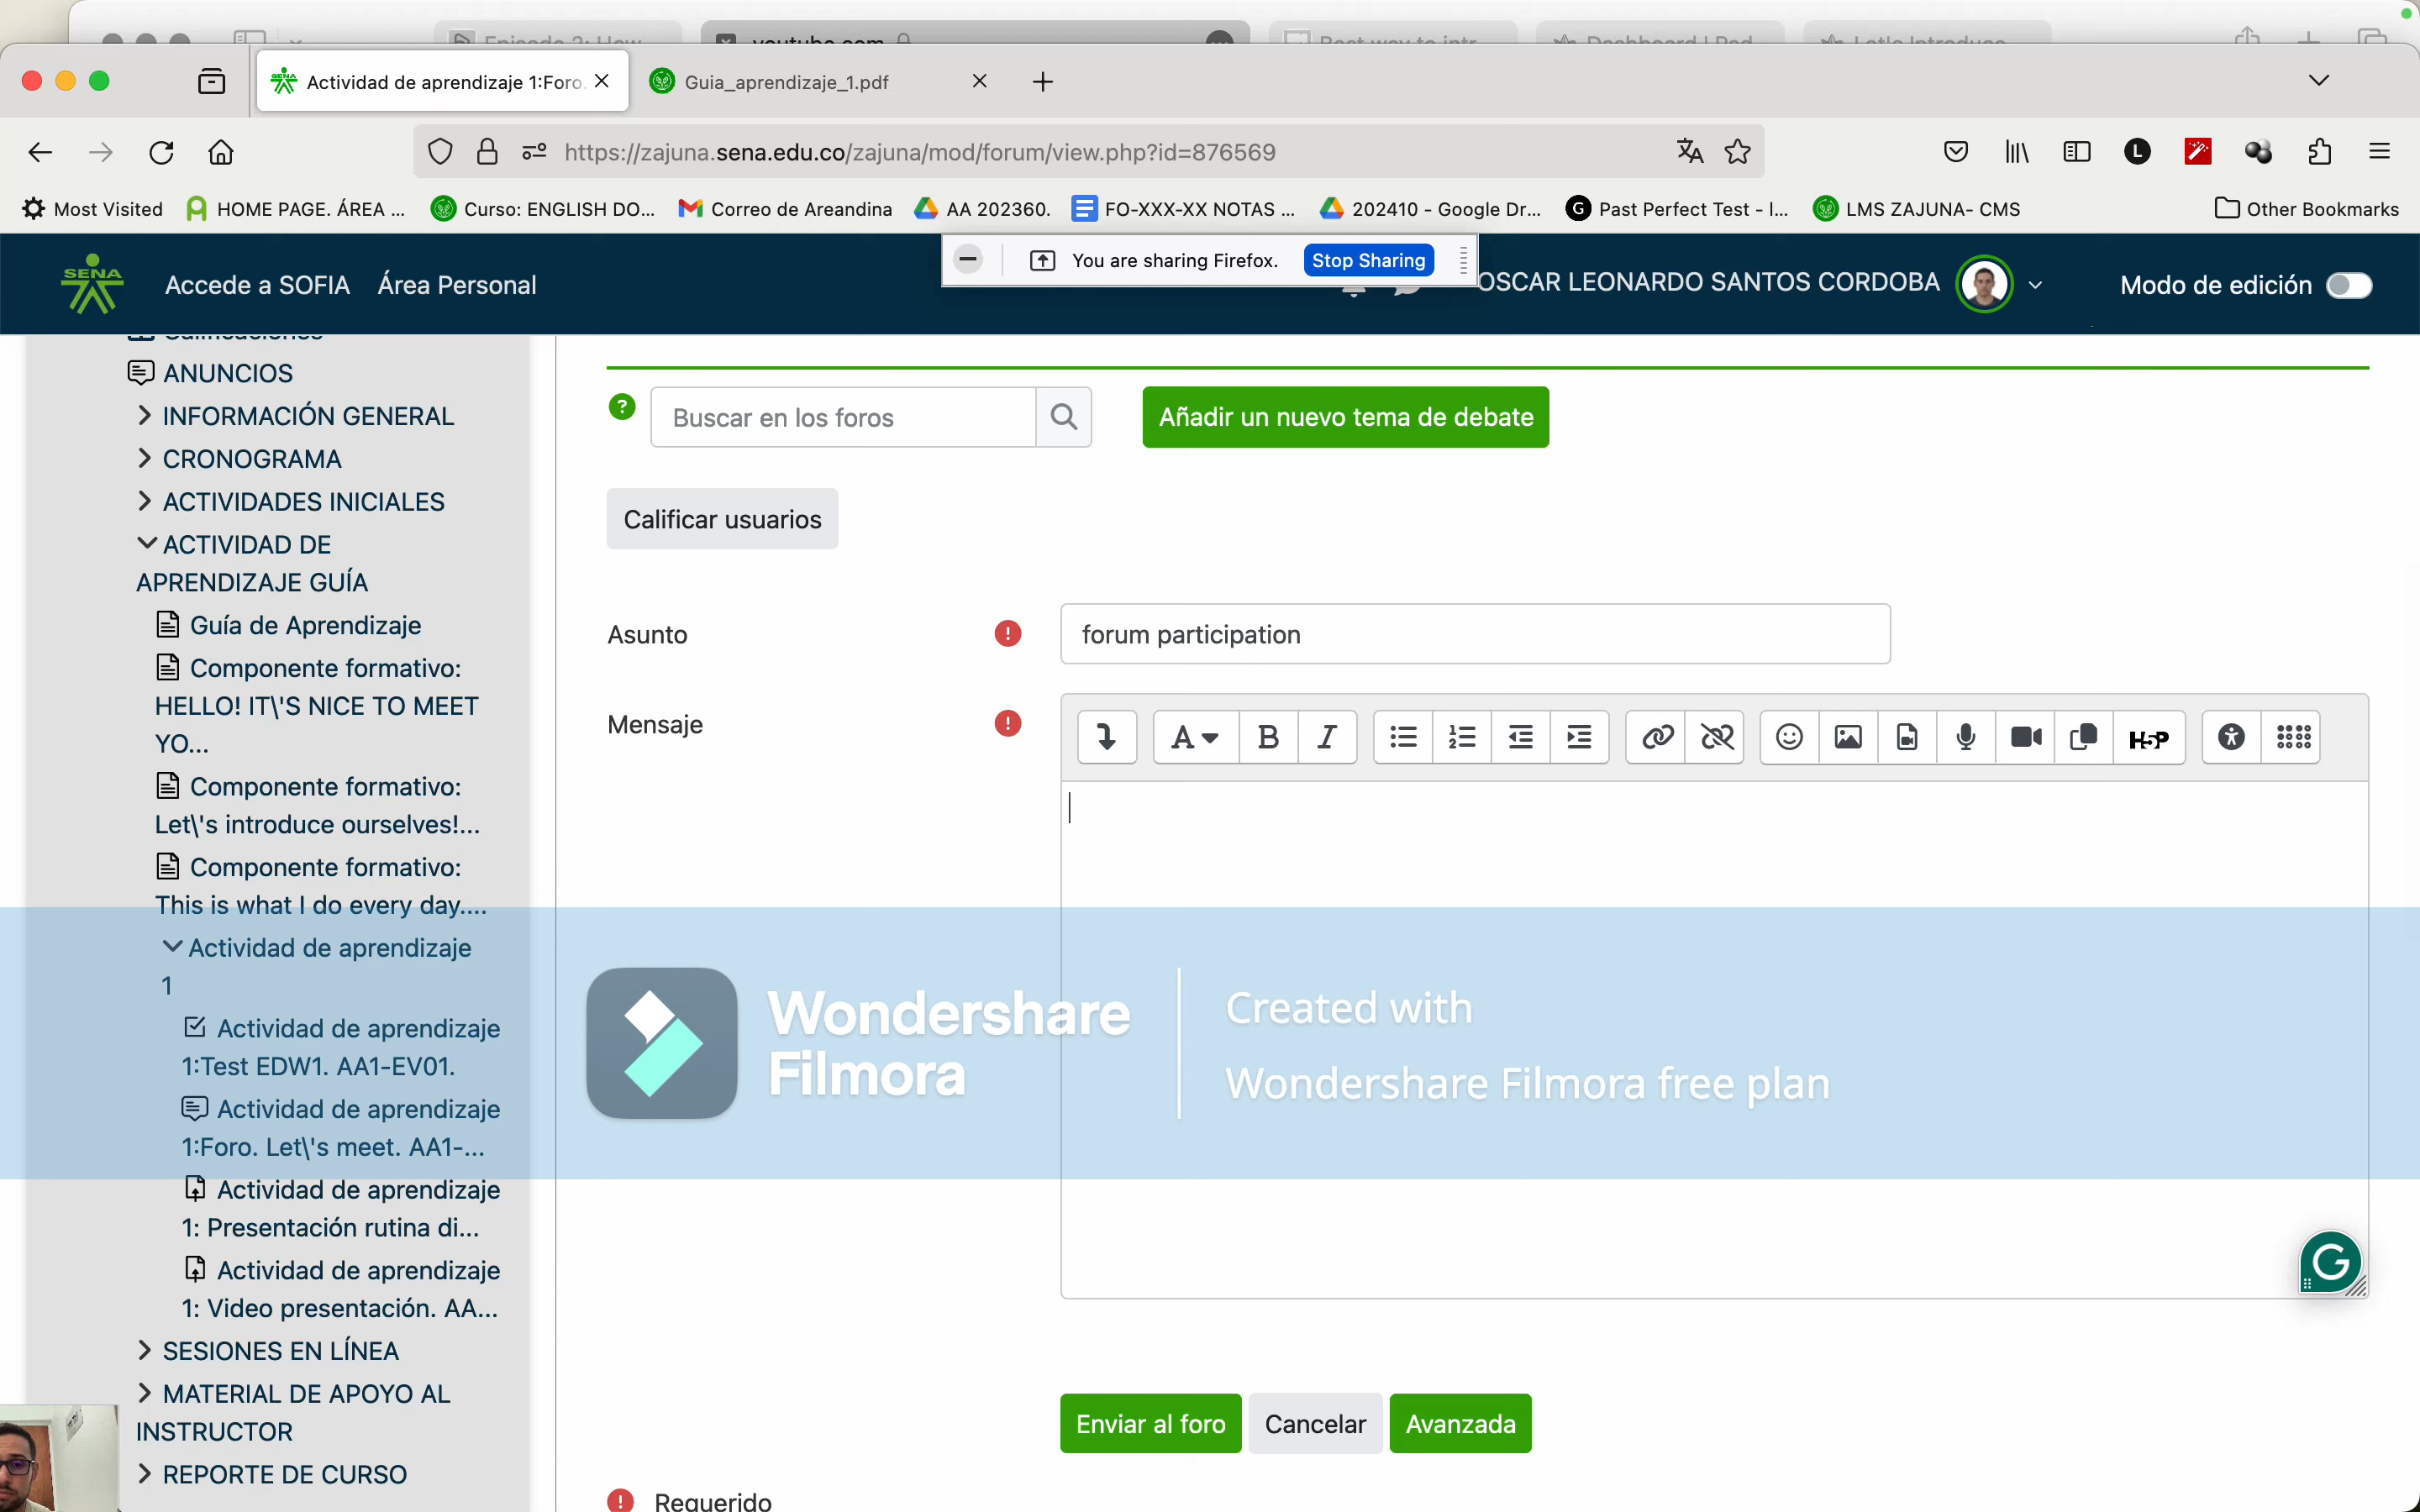 Actividad de aprendizaje 1:Foro.
Guia_aprendizaje_1.pdf
https://zajuna.sena.edu.co/zajuna/mod/forum/view.php?id=876569
L
Most Visited
HOME PAGE. ÁREA ...
Curso: ENGLISH DO...
Correo de Areandina
AA 202360.
FO-XXX-XX NOTAS ...
202410 - Google Dr...
G Past Perfect Test - I...
LMS ZAJUNA- CMS
Other Bookmarks
You are sharing Firefox.
Stop Sharing
SENA
Accede a SOFIA
Área Personal
OSCAR LEONARDO SANTOS CORDOBA
Modo de edición
ANUNCIOS
INFORMACIÓN GENERAL
CRONOGRAMA
ACTIVIDADES INICIALES
ACTIVIDAD DE
APRENDIZAJE GUÍA
Guía de Aprendizaje
Componente formativo:
HELLO! IT\'S NICE TO MEET
YO...
Componente formativo:
Let\'s introduce ourselves!...
Componente formativo:
This is what I do every day....
Actividad de aprendizaje
1
Actividad de aprendizaje
1:Test EDW1. AA1-EV01.
Actividad de aprendizaje
1:Foro. Let\'s meet. AA1-...
Actividad de aprendizaje
1: Presentación rutina di...
Actividad de aprendizaje
1: Video presentación. AA...
SESIONES EN LÍNEA
MATERIAL DE APOYO AL
INSTRUCTOR
REPORTE DE CURSO
?
Buscar en los foros
Añadir un nuevo tema de debate
Calificar usuarios
Asunto
!
forum participation
Mensaje
!
A
B
I
H5P
Wondershare
Filmora
Created with
Wondershare Filmora free plan
G
Enviar al foro
Cancelar
Avanzada
!
Requerido